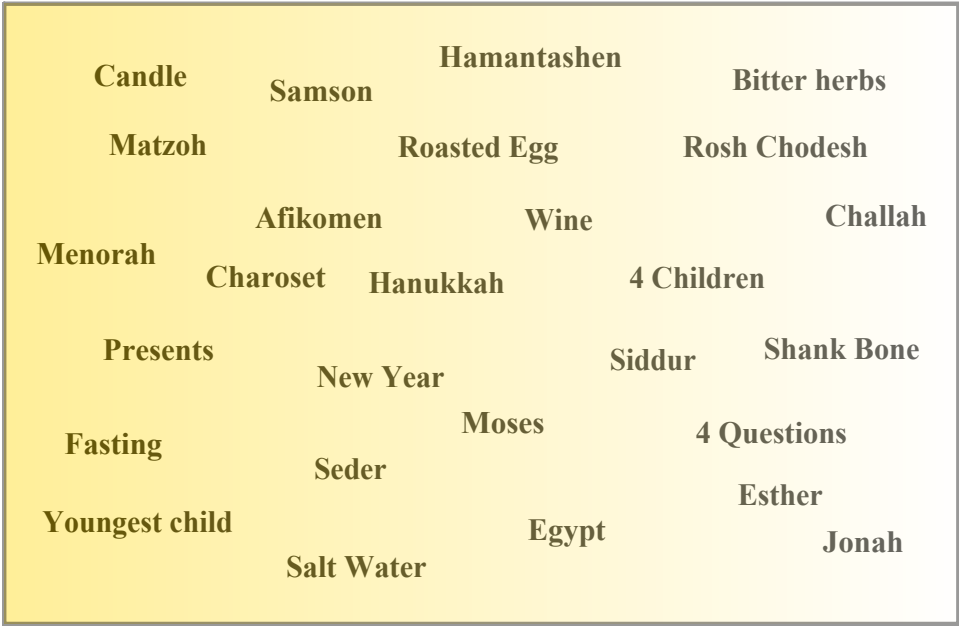 Hamantashen
Candle
Samson
Bitter herbs
Matzoh
Roasted Egg
Rosh Chodesh
Afikomen
Wine
Challah
Menorah
Charoset
Hanukkah
4 Children
Presents
New Year
Siddur
Shank Bone
Moses
4 Questions
Fasting
Seder
Esther
Youngest child
Egypt
Jonah
Salt Water